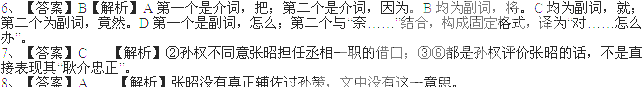 6、【答案】B【解析】A 第一个是介词，把；第二个是介词，因为。B 均为副词，将。C 均为副词，就；
第二个为副词，竟然。D 第一个是副词，怎么；第二个与“奈……”结合，构成固定格式，译为“对……怎么
办”。
7、【答案】C 【解析】②孙权不同意张昭担任丞相一职的借口；③⑥都是孙权评价张昭的话，不是直
接表现其“耿介忠正”。
8、【答案】A 【解析】张昭没有真正辅佐过孙策，文中没有这一意思。